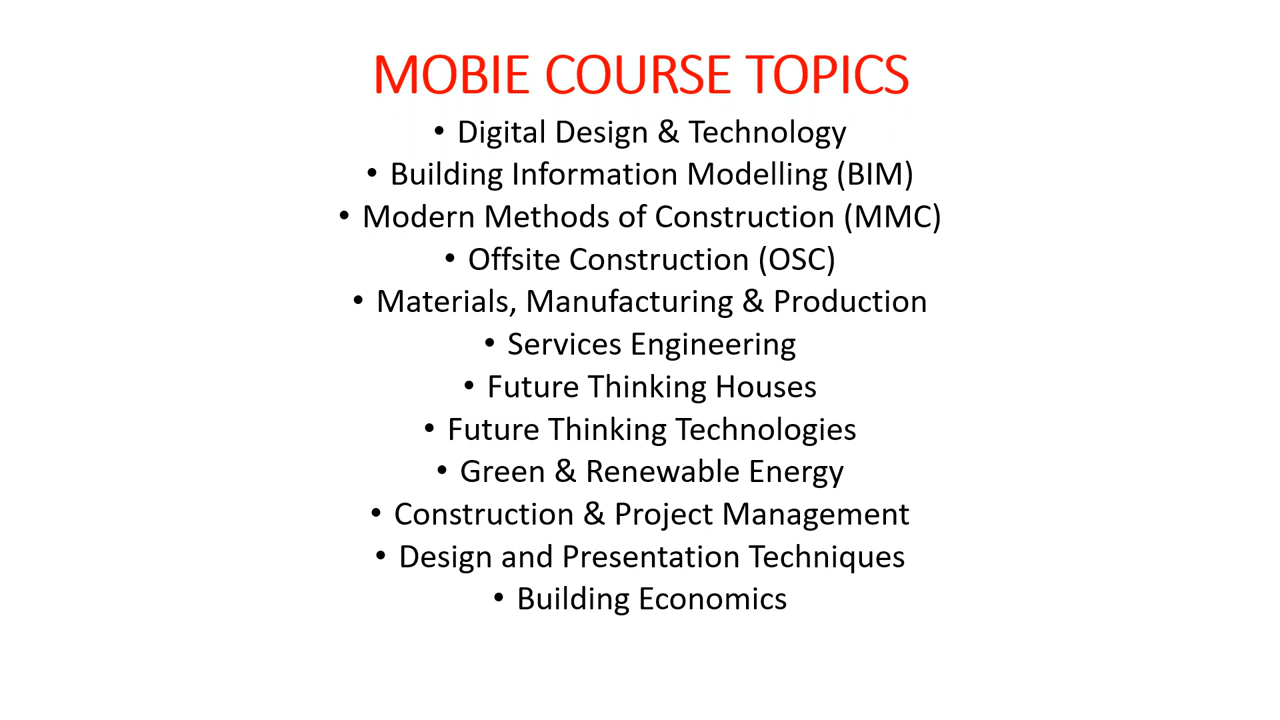 MOBIE COURSE TOPICS
• Digital Design & Technology
• Building Information Modelling (BIM)
• Modern Methods of Construction (MMC)
• Offsite Construction (OSC)
• Materials, Manufacturing & Production
• Services Engineering
• Future Thinking Houses
• Future Thinking Technologies
• Green & Renewable Energy
• Construction & Project Management
• Design and Presentation Techniques
• Building Economics